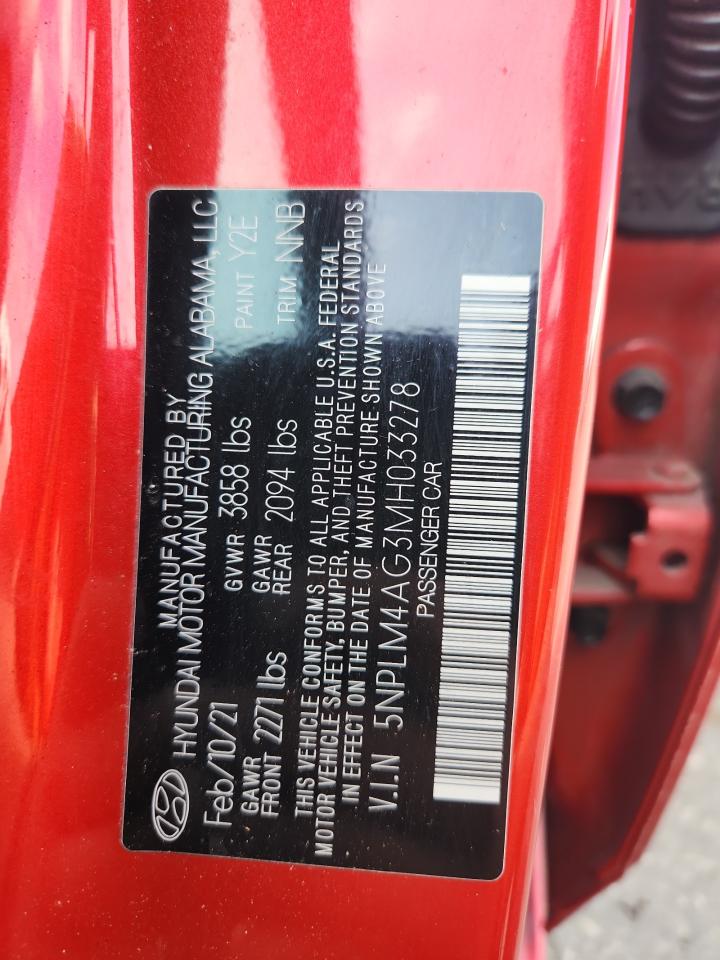 MANUFACTURED BY
HYUNDAI MOTOR MANUFACTURING ALABAMA, LLC
Feb/10/21 GVWR 3858 lbs PAINT Y2E
GAWR FRONT 2271 lbs GAWR REAR 2094 lbs TRIM NNB
THIS VEHICLE CONFORMS TO ALL APPLICABLE U.S.A. FEDERAL
MOTOR VEHICLE SAFETY, BUMPER, AND THEFT PREVENTION STANDARDS
IN EFFECT ON THE DATE OF MANUFACTURE SHOWN ABOVE
V.I.N 5NPLM4AG3MH033278
PASSENGER CAR